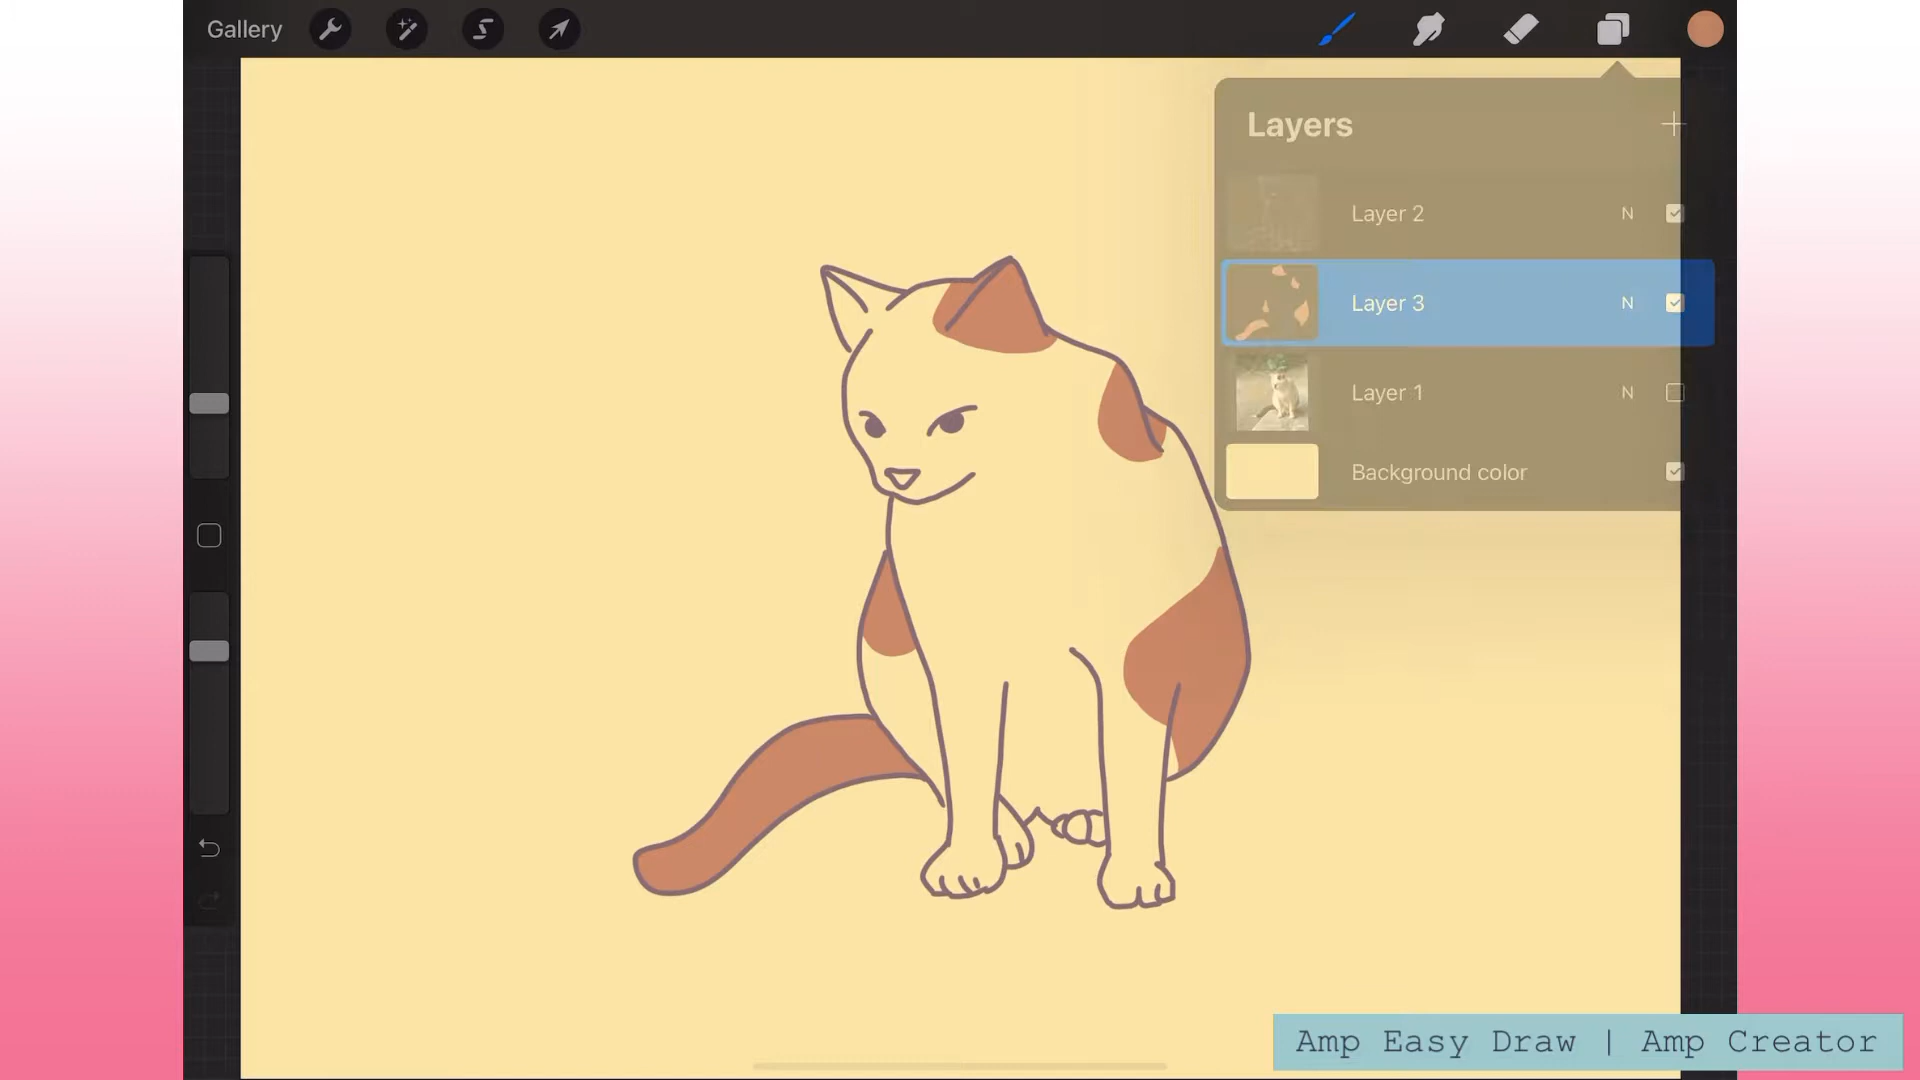 Gallery
Layers
Layer 2 N
Layer 3 N
Layer 1 N
Background color
Amp Easy Draw | Amp Creator